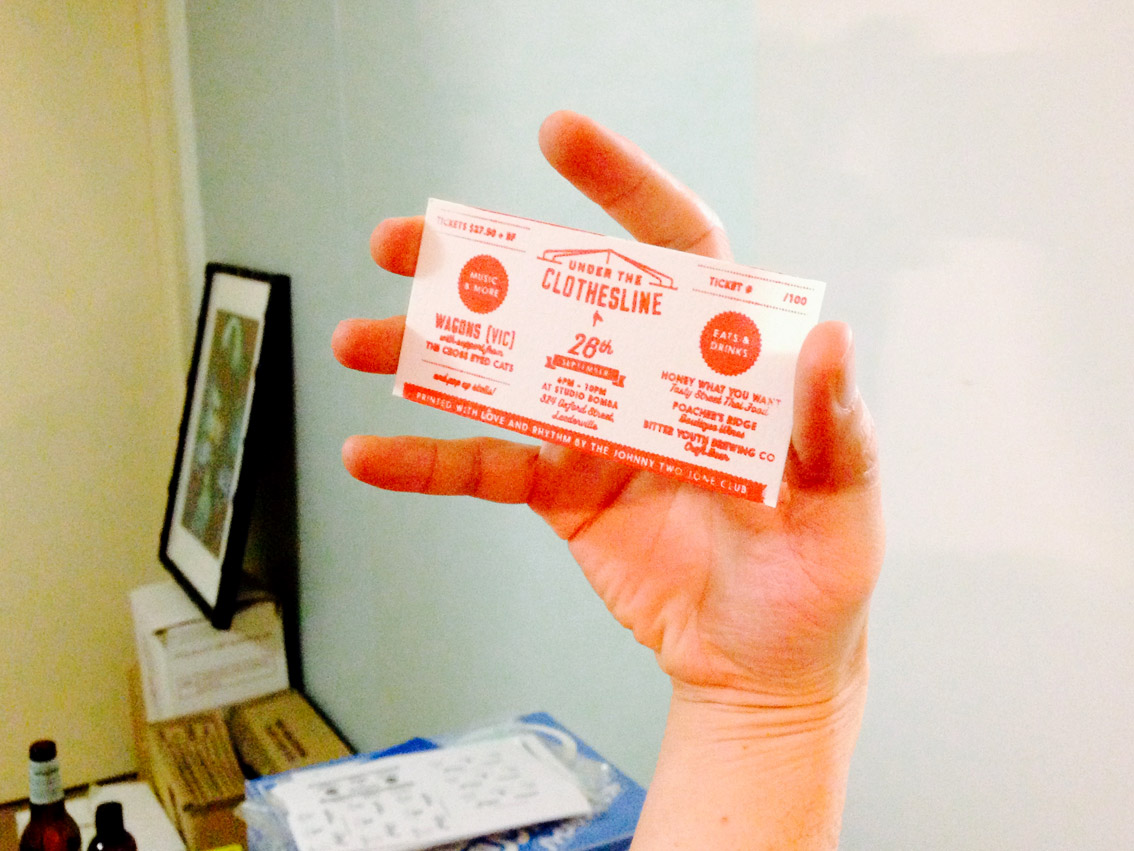 TICKETS $27.50 + BF
MUSIC
& MORE
WAGONS (VIC)
with support from
THE CROSS EYED CATS
and pop up stalls!
UNDER THE
CLOTHESLINE
28th
SEPTEMBER
6PM - 10PM
AT STUDIO BOMBA
324 Oxford Street,
Leederville
TICKET # /100
EATS &
DRINKS
HONEY WHAT YOU WANT
Tasty Street Thai Food
POACHER'S RIDGE
Boutique Wines
BITTER YOUTH BREWING CO
Craft Beer
PRINTED WITH LOVE AND RHYTHM BY THE JOHNNY TWO TONE CLUB